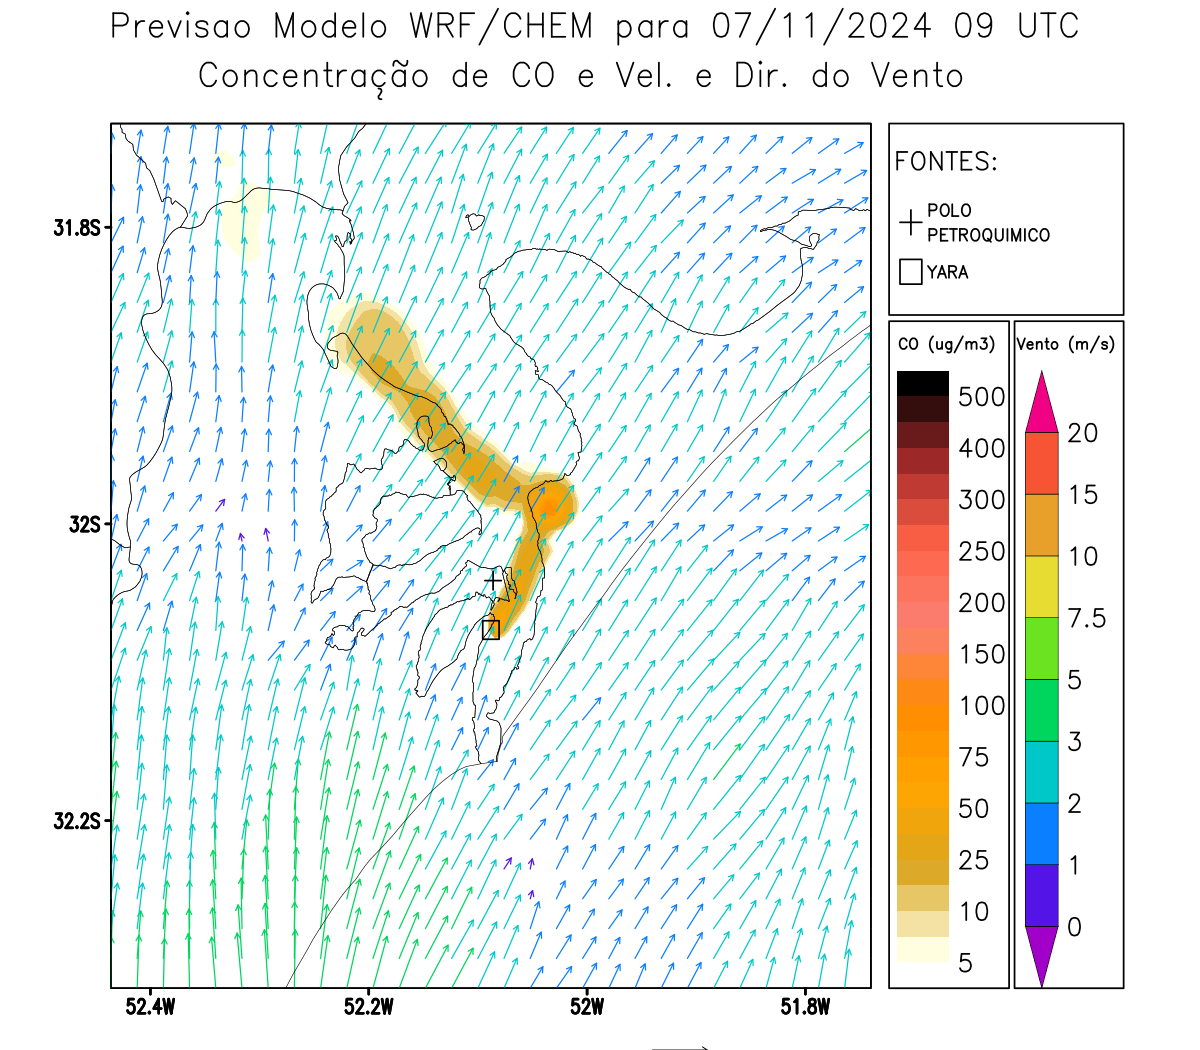 Previsao Modelo WRF/CHEM para 07/11/2024 09 UTC
Concentração de CO e Vel. e Dir. do Vento
FONTES:
POLO
PETROQUIMICO
YARA
CO (ug/m3)
500
400
300
250
200
150
100
75
50
25
10
5
Vento (m/s)
20
15
10
7.5
5
3
2
1
0
31.8S
32S
32.2S
52.4W
52.2W
52W
51.8W